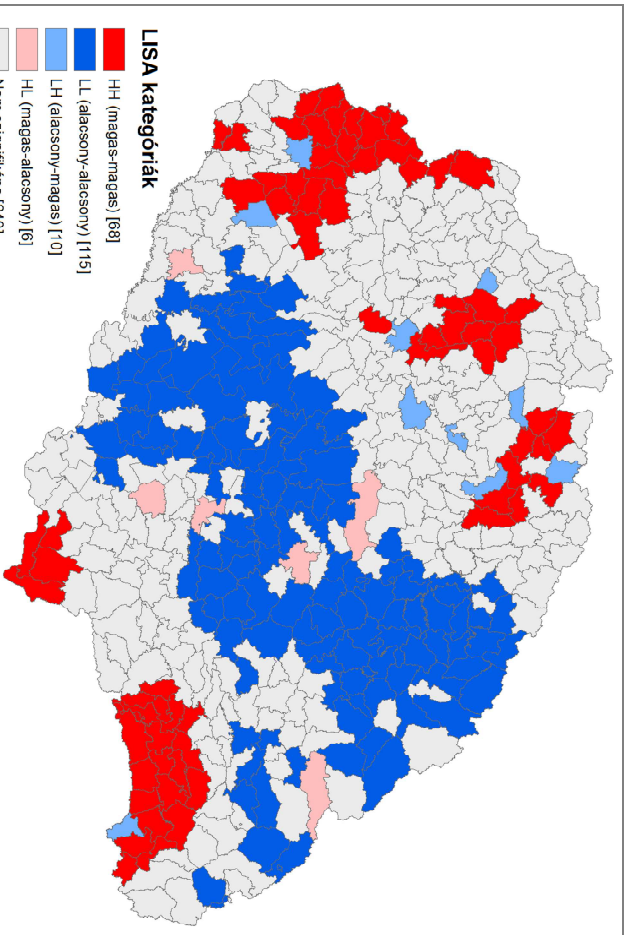 LISA kategóriák
HH (magas-magas) [68]
LL (alacsony-alacsony) [115]
LH (alacsony-magas) [10]
HL (magas-alacsony) [6]